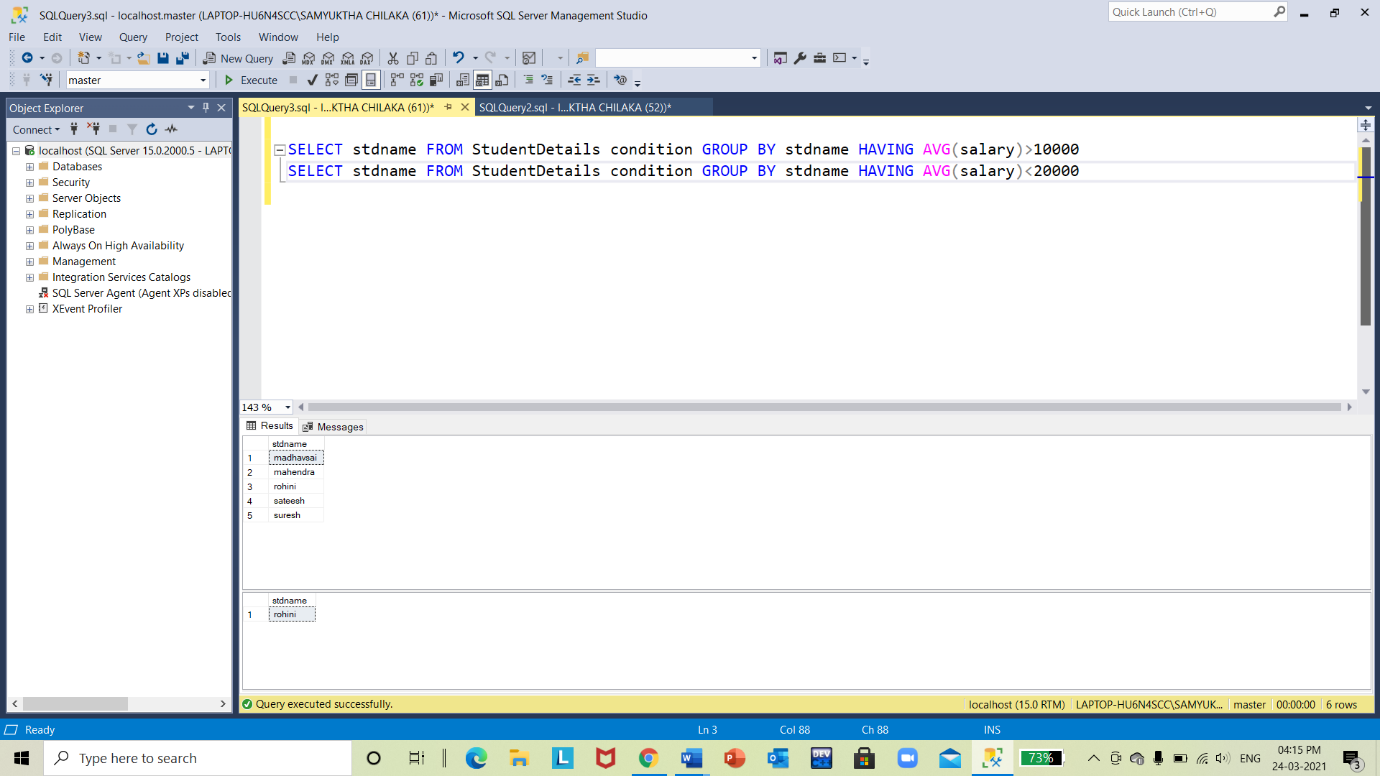 SQLQuery3.sql - localhost.master (LAPTOP-HU6N4SCC\SAMYUKTHA CHILAKA (61))* - Microsoft SQL Server Management Studio
Quick Launch (Ctrl+Q)
File Edit View Query Project Tools Window Help
New Query
master Execute
Object Explorer
SQLQuery3.sql - l...KTHA CHILAKA (61))* SQLQuery2.sql - l...KTHA CHILAKA (52))*
Connect
localhost (SQL Server 15.0.2000.5 - LAPT
Databases
Security
Server Objects
Replication
PolyBase
Always On High Availability
Management
Integration Services Catalogs
SQL Server Agent (Agent XPs disabled
XEvent Profiler
SELECT stdname FROM StudentDetails condition GROUP BY stdname HAVING AVG(salary)>10000
SELECT stdname FROM StudentDetails condition GROUP BY stdname HAVING AVG(salary)<20000
143 %
Results Messages
stdname
1 madhavsai
2 mahendra
3 rohini
4 sateesh
5 suresh
stdname
1 rohini
Query executed successfully. localhost (15.0 RTM) LAPTOP-HU6N4SCC\SAMYUK... master 00:00:00 6 rows
Ready Ln 3 Col 88 Ch 88 INS
Type here to search
73%
ENG
04:15 PM
24-03-2021
3